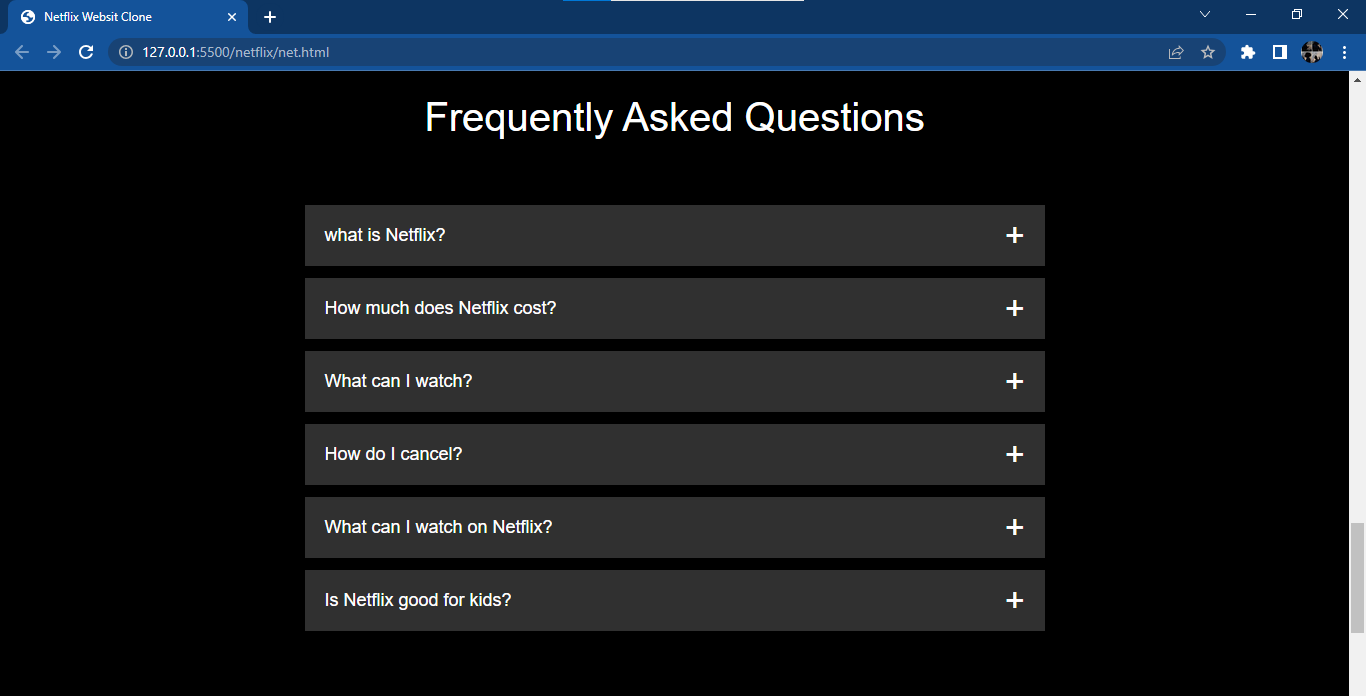 Netflix Websit Clone
127.0.0.1:5500/netflix/net.html
Frequently Asked Questions
what is Netflix?
How much does Netflix cost?
What can I watch?
How do I cancel?
What can I watch on Netflix?
Is Netflix good for kids?